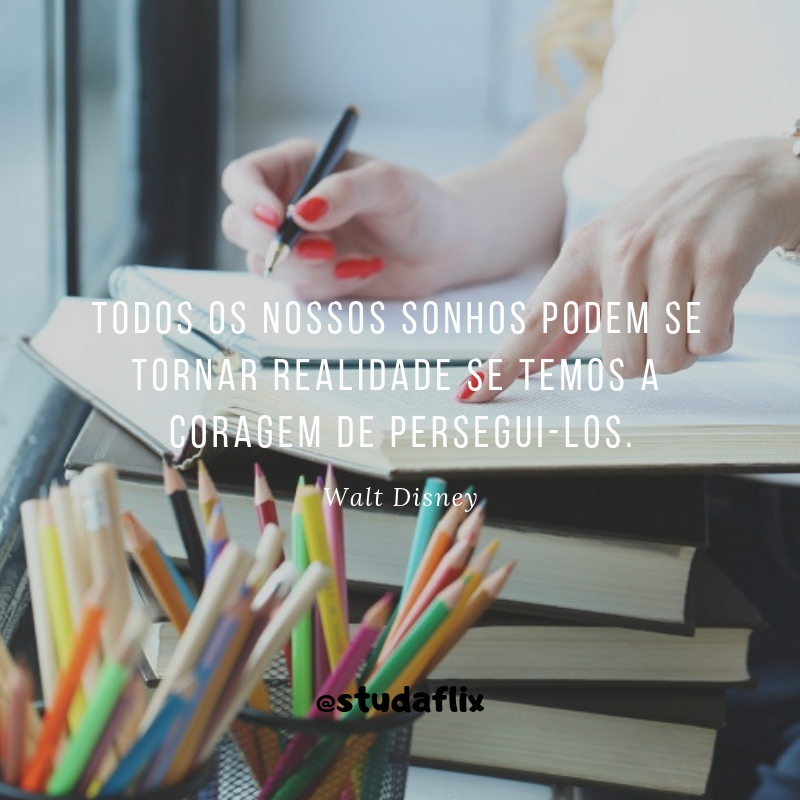 TODOS OS NOSSOS SONHOS PODEM SE
TORNAR REALIDADE SE TEMOS A
CORAGEM DE PERSEGUI-LOS.
Walt Disney
@studaflix